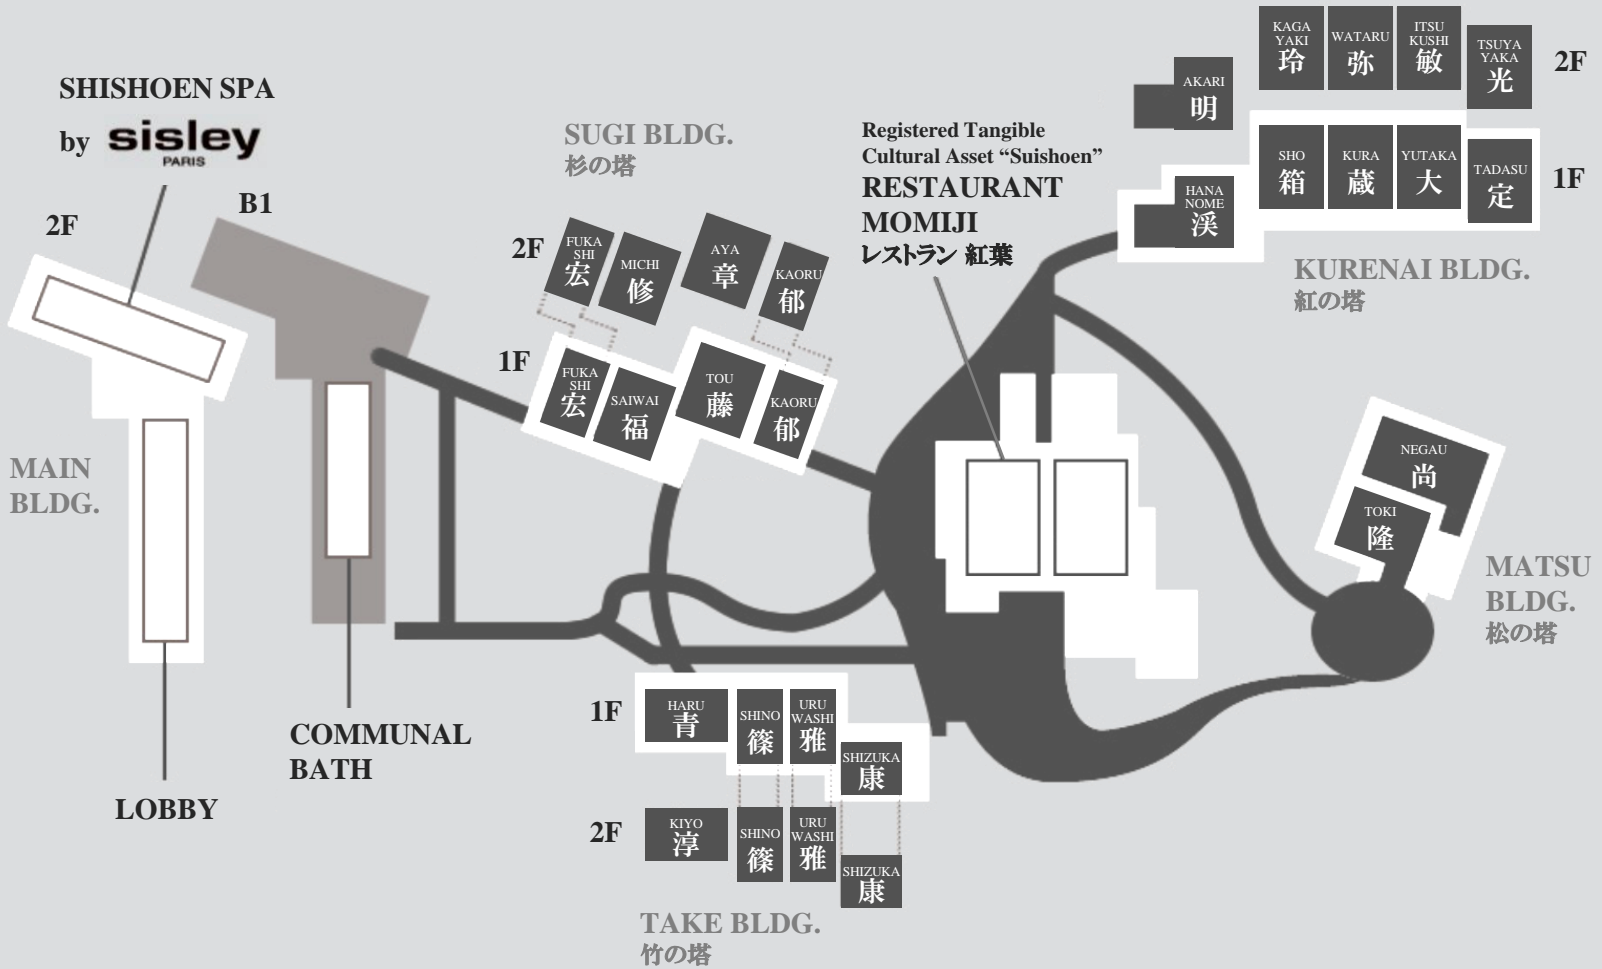 SHISHOEN SPA
by sisley
PARIS
2F
B1
MAIN
BLDG.
LOBBY
COMMUNAL
BATH
SUGI BLDG.
杉の塔
2F
FUKA
SHI
宏
MICHI
修
AYA
章
KAORU
郁
1F
FUKA
SHI
宏
SAIWAI
福
TOU
藤
KAORU
郁
Registered Tangible
Cultural Asset “Suishoen”
RESTAURANT
MOMIJI
レストラン 紅葉
AKARI
明
KAGA
YAKI
玲
WATARU
弥
ITSU
KUSHI
敏
TSUYA
YAKA
光
2F
HANA
NOME
渓
SHO
箱
KURA
蔵
YUTAKA
大
TADASU
定
1F
KURENAI BLDG.
紅の塔
NEGAU
尚
TOKI
隆
MATSU
BLDG.
松の塔
1F
HARU
青
SHINO
篠
URU
WASHI
雅
SHIZUKA
康
2F
KIYO
淳
SHINO
篠
URU
WASHI
雅
SHIZUKA
康
TAKE BLDG.
竹の塔